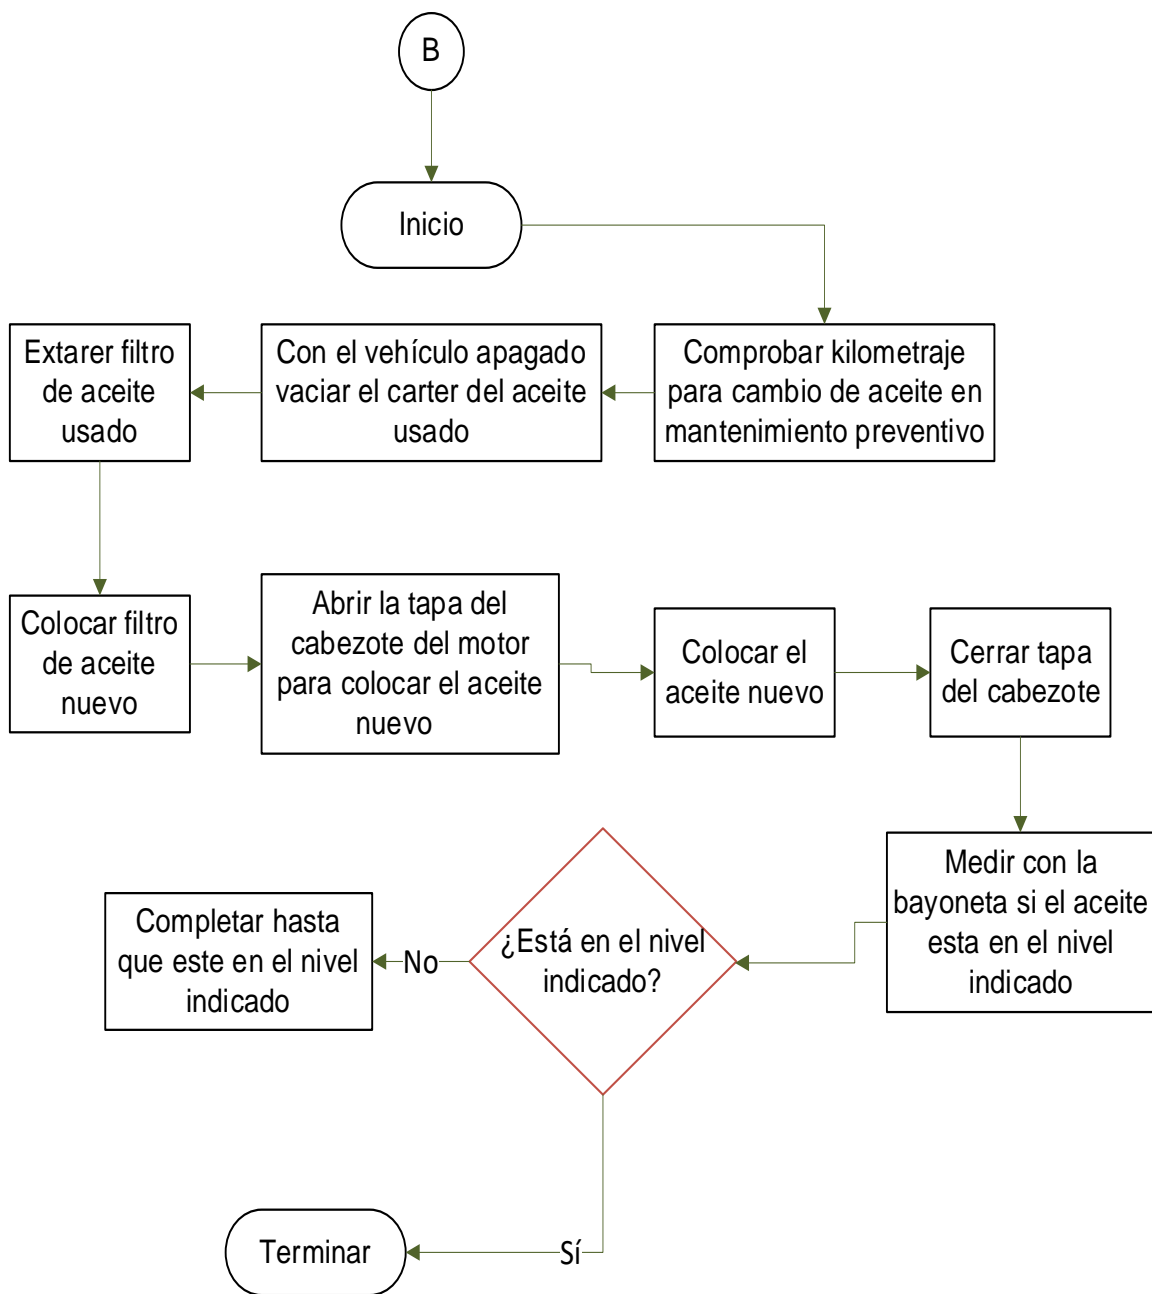 B
Inicio
Comprobar kilometraje
para cambio de aceite en
mantenimiento preventivo
Con el vehículo apagado
vaciar el carter del aceite
usado
Extarer filtro
de aceite
usado
Colocar filtro
de aceite
nuevo
Abrir la tapa del
cabezote del motor
para colocar el aceite
nuevo
Colocar el
aceite nuevo
Cerrar tapa
del cabezote
Medir con la
bayoneta si el aceite
esta en el nivel
indicado
¿Está en el nivel
indicado?
No
Completar hasta
que este en el nivel
indicado
Sí
Terminar